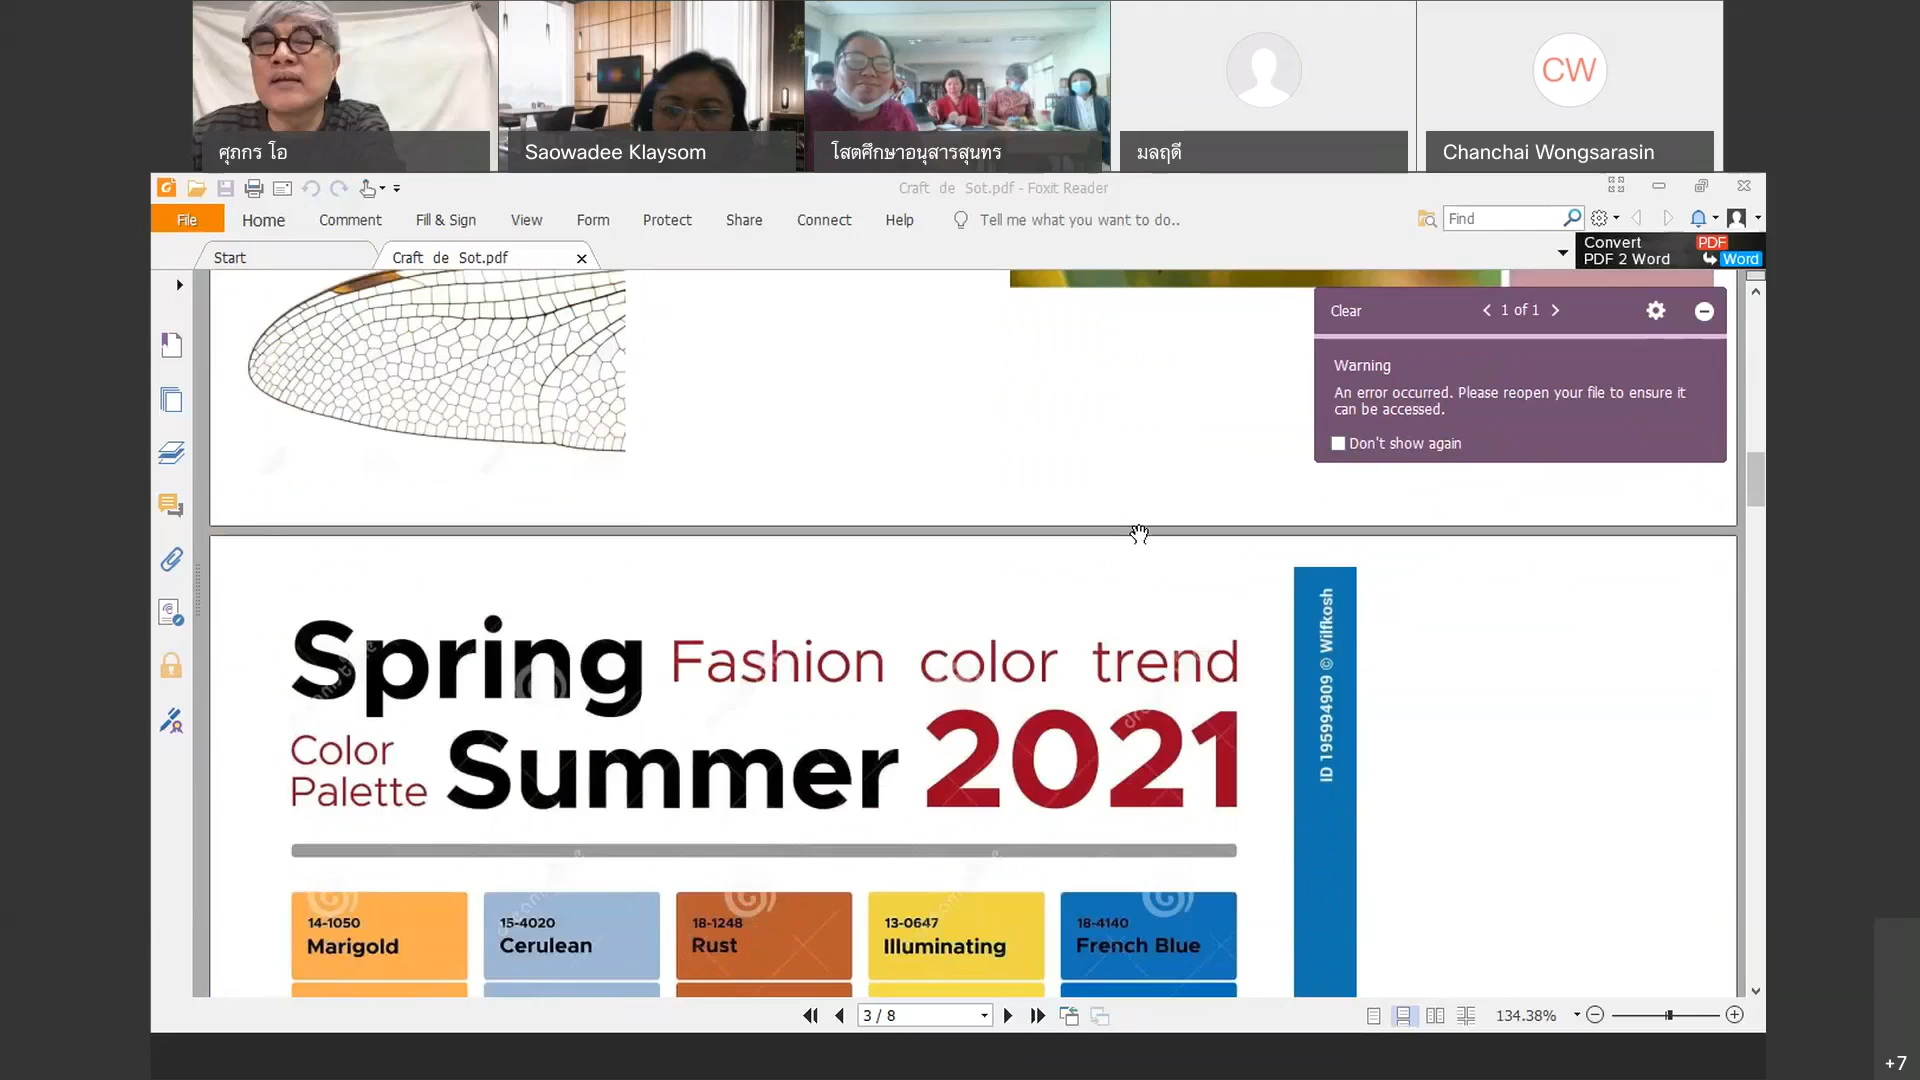 ศุภกร โอ
Saowadee Klaysom
โสตศึกษาอนุสารสุนทร
มลฤดี
CW
Chanchai Wongsarasin
Craft de Sot.pdf - Foxit Reader
File Home Comment Fill & Sign View Form Protect Share Connect Help Tell me what you want to do.. Find
Start
Craft de Sot.pdf
Convert PDF
PDF 2 Word Word
Clear
1 of 1
Warning
An error occurred. Please reopen your file to ensure it
can be accessed.
Don't show again
Spring Fashion color trend
Color
Palette Summer 2021
ID 195994909 © Wilfkosh
14-1050
Marigold
15-4020
Cerulean
18-1248
Rust
13-0647
Illuminating
18-4140
French Blue
3 / 8
134.38%
+7